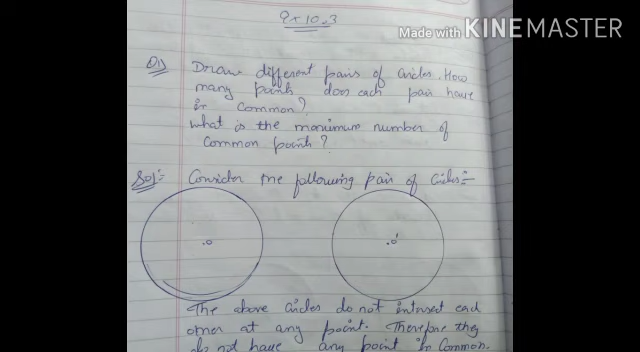 Ex 10.3
Made with KINEMASTER
Q1) Draw different pairs of circles. How
many points does each pair have
in common?
What is the maximum number of
common points?
Sol:- Consider the following pair of circles:-
.o
.o'
The above circles do not intersect each
other at any point. Therefore they
do not have any point in common.